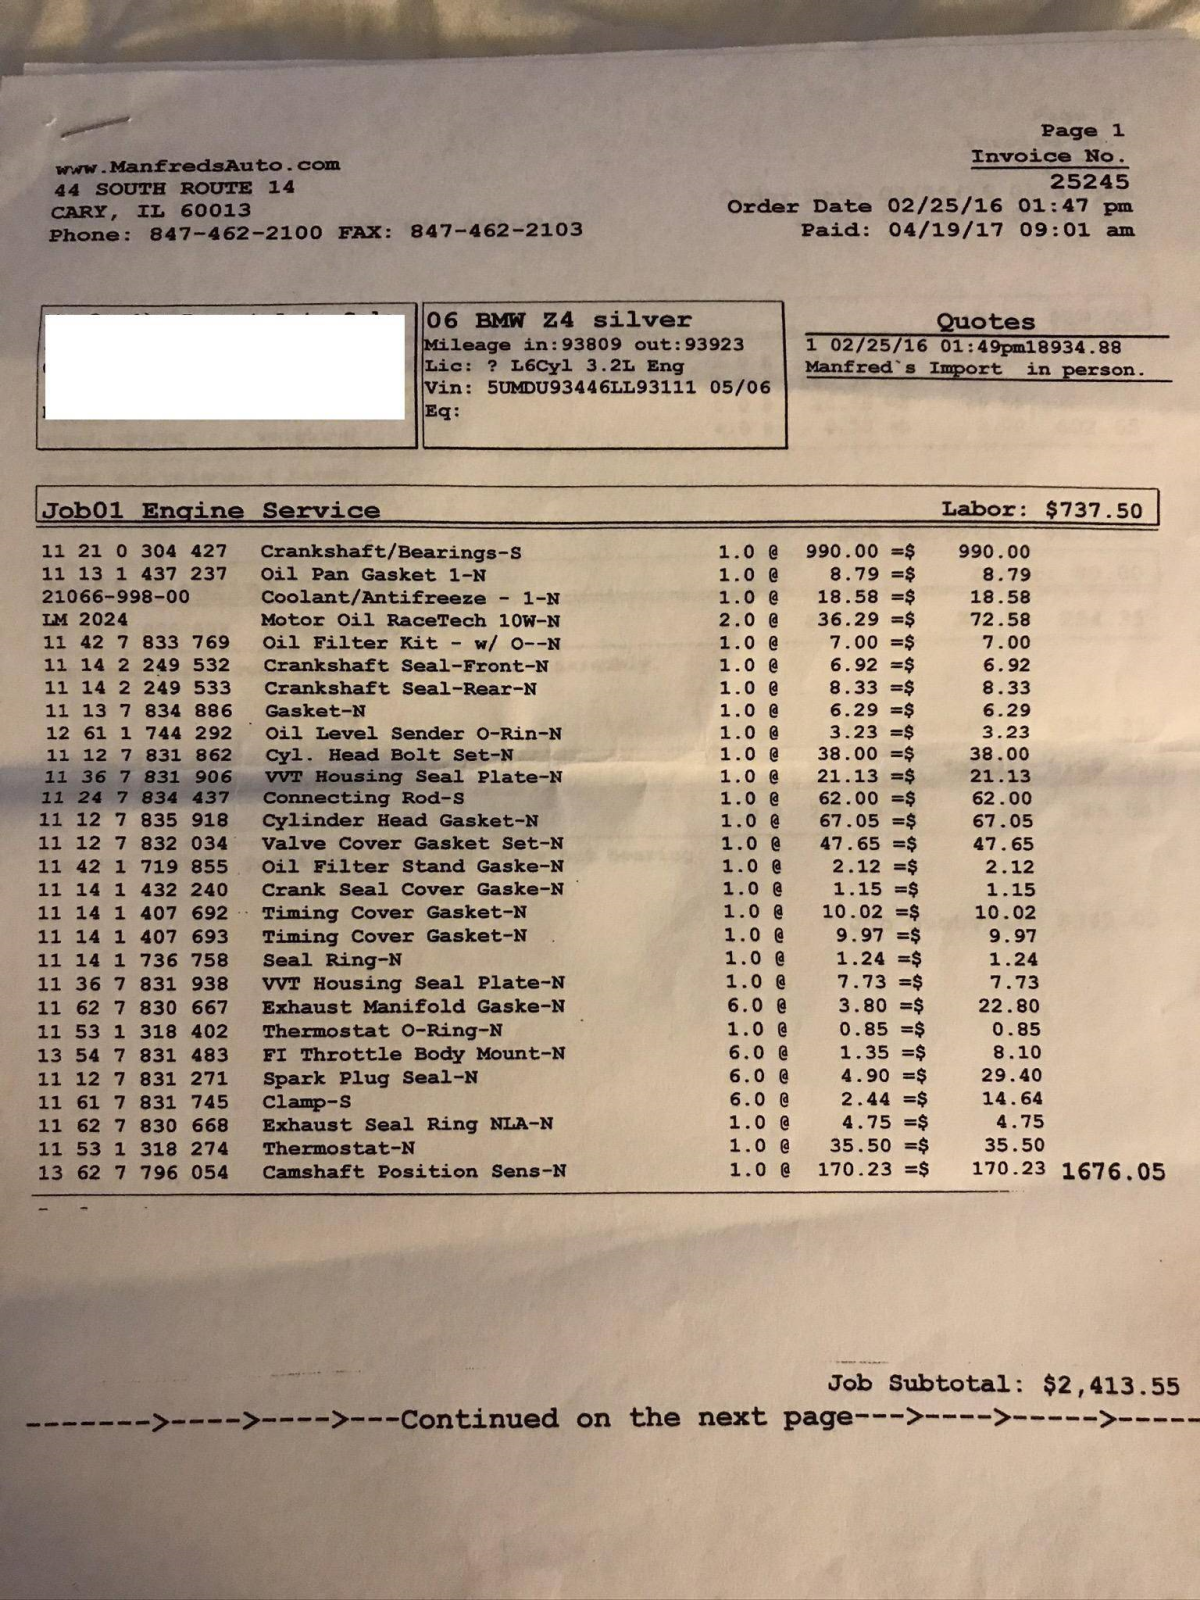 Page 1
www.ManfredsAuto.com
Invoice No.
44 SOUTH ROUTE 14
25245
CARY, IL 60013
Order Date 02/25/16 01:47 pm
Phone: 847-462-2100 FAX: 847-462-2103
Paid: 04/19/17 09:01 am
06 BMW Z4 silver
Mileage in:93809 out:93923
Lic: ? L6Cyl 3.2L Eng
Vin: 5UMDU93446LL93111 05/06
Eq:
Quotes
1 02/25/16 01:49pm18934.88
Manfred`s Import in person.
Job01 Engine Service Labor: $737.50
11 21 0 304 427 Crankshaft/Bearings-S 1.0 @ 990.00 =$ 990.00
11 13 1 437 237 Oil Pan Gasket 1-N 1.0 @ 8.79 =$ 8.79
21066-998-00 Coolant/Antifreeze - 1-N 1.0 @ 18.58 =$ 18.58
LM 2024 Motor Oil RaceTech 10W-N 2.0 @ 36.29 =$ 72.58
11 42 7 833 769 Oil Filter Kit - w/ O--N 1.0 @ 7.00 =$ 7.00
11 14 2 249 532 Crankshaft Seal-Front-N 1.0 @ 6.92 =$ 6.92
11 14 2 249 533 Crankshaft Seal-Rear-N 1.0 @ 8.33 =$ 8.33
11 13 7 834 886 Gasket-N 1.0 @ 6.29 =$ 6.29
12 61 1 744 292 Oil Level Sender O-Rin-N 1.0 @ 3.23 =$ 3.23
11 12 7 831 862 Cyl. Head Bolt Set-N 1.0 @ 38.00 =$ 38.00
11 36 7 831 906 VVT Housing Seal Plate-N 1.0 @ 21.13 =$ 21.13
11 24 7 834 437 Connecting Rod-S 1.0 @ 62.00 =$ 62.00
11 12 7 835 918 Cylinder Head Gasket-N 1.0 @ 67.05 =$ 67.05
11 12 7 832 034 Valve Cover Gasket Set-N 1.0 @ 47.65 =$ 47.65
11 42 1 719 855 Oil Filter Stand Gaske-N 1.0 @ 2.12 =$ 2.12
11 14 1 432 240 Crank Seal Cover Gaske-N 1.0 @ 1.15 =$ 1.15
11 14 1 407 692 Timing Cover Gasket-N 1.0 @ 10.02 =$ 10.02
11 14 1 407 693 Timing Cover Gasket-N 1.0 @ 9.97 =$ 9.97
11 14 1 736 758 Seal Ring-N 1.0 @ 1.24 =$ 1.24
11 36 7 831 938 VVT Housing Seal Plate-N 1.0 @ 7.73 =$ 7.73
11 62 7 830 667 Exhaust Manifold Gaske-N 6.0 @ 3.80 =$ 22.80
11 53 1 318 402 Thermostat O-Ring-N 1.0 @ 0.85 =$ 0.85
13 54 7 831 483 FI Throttle Body Mount-N 6.0 @ 1.35 =$ 8.10
11 12 7 831 271 Spark Plug Seal-N 6.0 @ 4.90 =$ 29.40
11 61 7 831 745 Clamp-S 6.0 @ 2.44 =$ 14.64
11 62 7 830 668 Exhaust Seal Ring NLA-N 1.0 @ 4.75 =$ 4.75
11 53 1 318 274 Thermostat-N 1.0 @ 35.50 =$ 35.50
13 62 7 796 054 Camshaft Position Sens-N 1.0 @ 170.23 =$ 170.23 1676.05
Job Subtotal: $2,413.55
------->---->---->---Continued on the next page--->---->----->-----